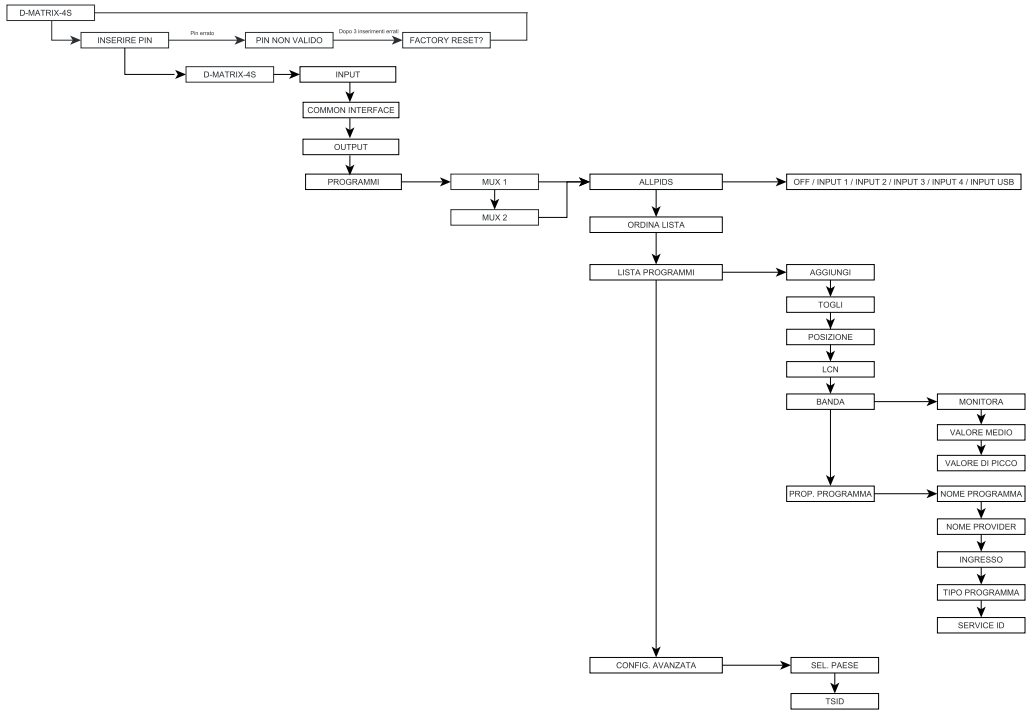 D-MATRIX-4S
INSERIRE PIN
Pin errato
PIN NON VALIDO
Dopo 3 inserimenti errati
FACTORY RESET?
D-MATRIX-4S
INPUT
COMMON INTERFACE
OUTPUT
PROGRAMMI
MUX 1
ALLPIDS
OFF / INPUT 1 / INPUT 2 / INPUT 3 / INPUT 4 / INPUT USB
MUX 2
ORDINA LISTA
LISTA PROGRAMMI
AGGIUNGI
TOGLI
POSIZIONE
LCN
BANDA
MONITORA
VALORE MEDIO
VALORE DI PICCO
PROP. PROGRAMMA
NOME PROGRAMMA
NOME PROVIDER
INGRESSO
TIPO PROGRAMMA
SERVICE ID
CONFIG. AVANZATA
SEL. PAESE
TSID